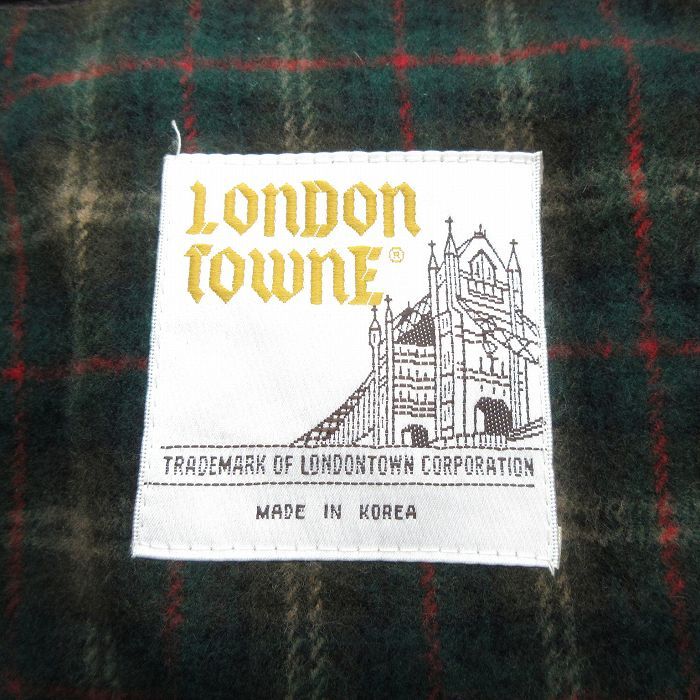 LONDON
TOWNE®
TRADEMARK OF LONDONTOWN CORPORATION
MADE IN KOREA